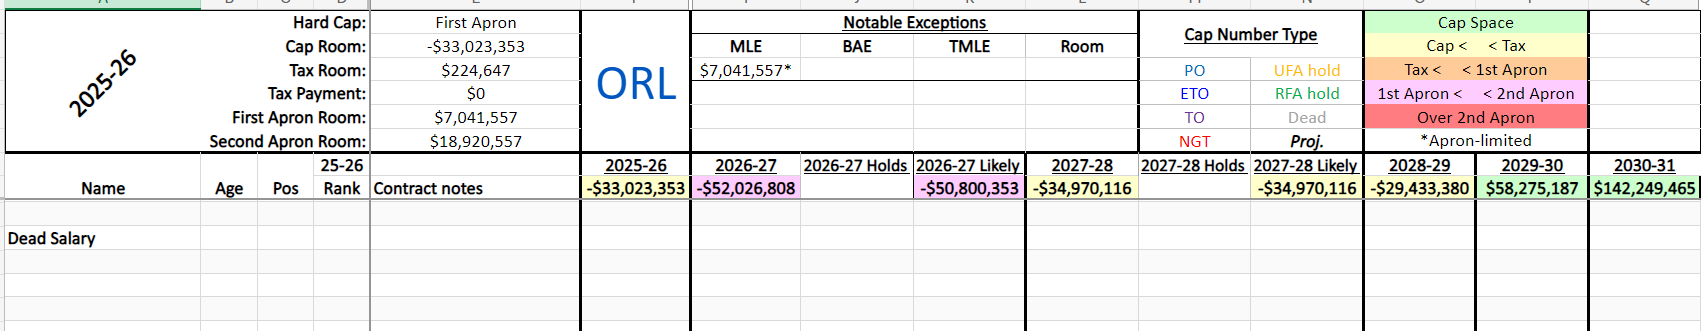 2025-26
Hard Cap: First Apron
Cap Room: -$33,023,353
Tax Room: $224,647
Tax Payment: $0
First Apron Room: $7,041,557
Second Apron Room: $18,920,557
ORL
Notable Exceptions
MLE BAE TMLE Room
$7,041,557*
Cap Number Type
PO UFA hold
ETO RFA hold
TO Dead
NGT Proj.
Cap Space
Cap < < Tax
Tax < < 1st Apron
1st Apron < < 2nd Apron
Over 2nd Apron
*Apron-limited
25-26 2025-26 2026-27 2026-27 Holds 2026-27 Likely 2027-28 2027-28 Holds 2027-28 Likely 2028-29 2029-30 2030-31
Name Age Pos Rank Contract notes -$33,023,353 -$52,026,808 -$50,800,353 -$34,970,116 -$34,970,116 -$29,433,380 $58,275,187 $142,249,465
Dead Salary